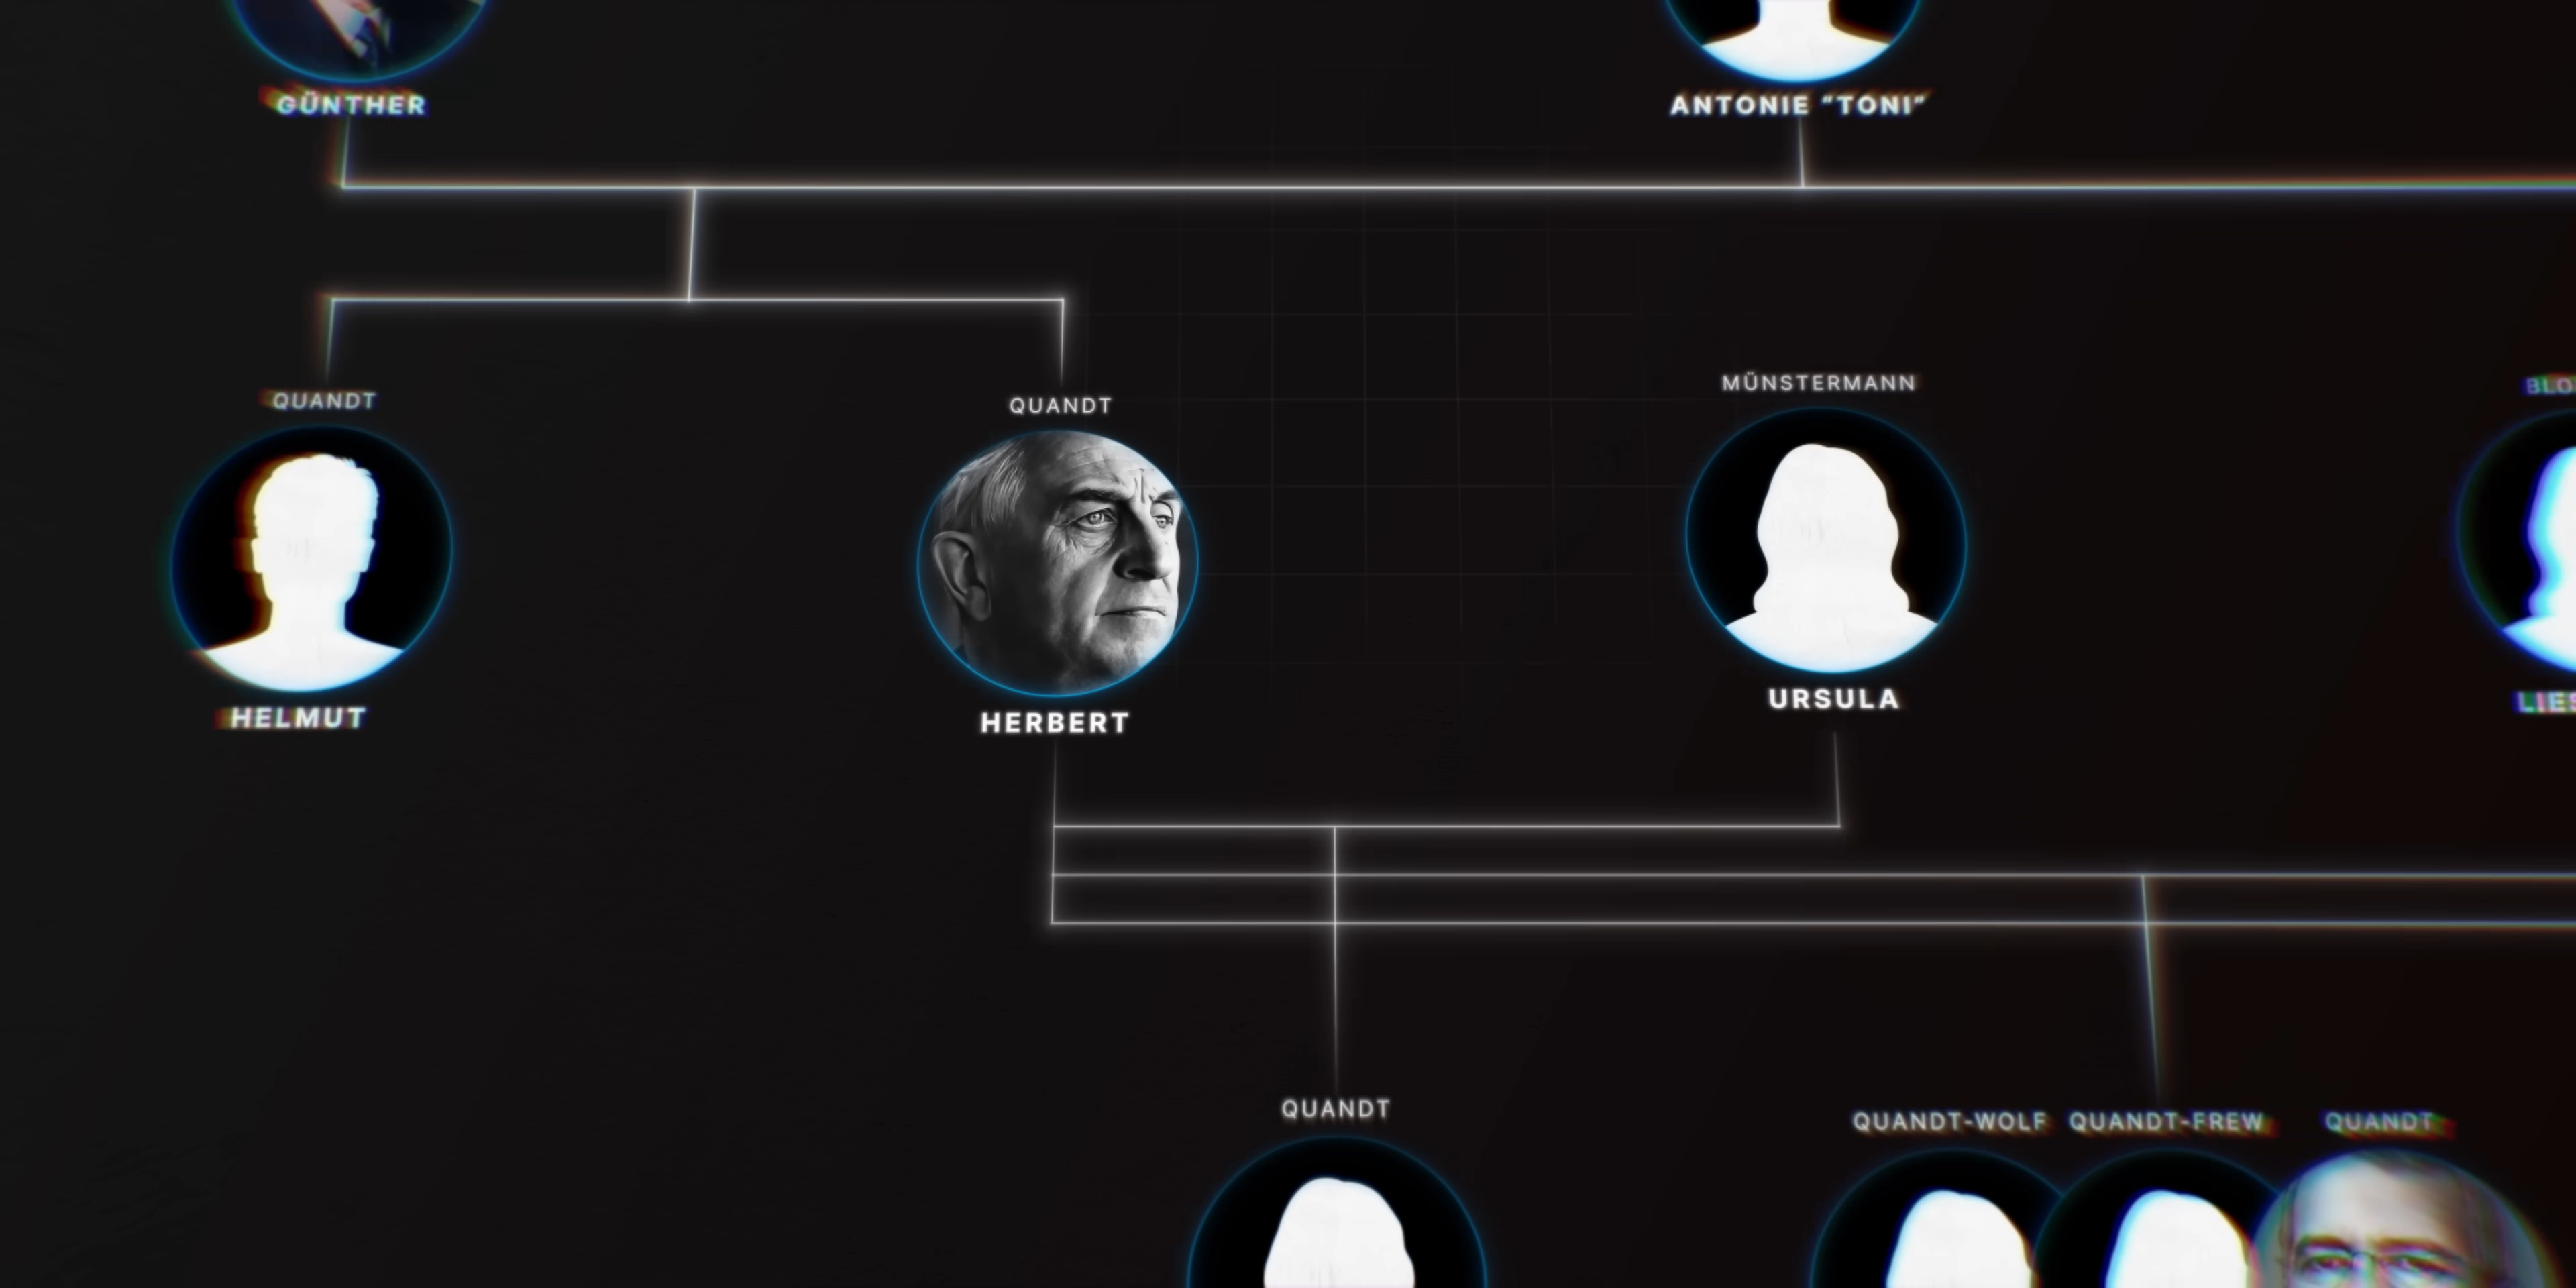 GÜNTHER
ANTONIE “TONI”
QUANDT
HELMUT
QUANDT
HERBERT
MÜNSTERMANN
URSULA
QUANDT
QUANDT-WOLF
QUANDT-FREW
QUANDT